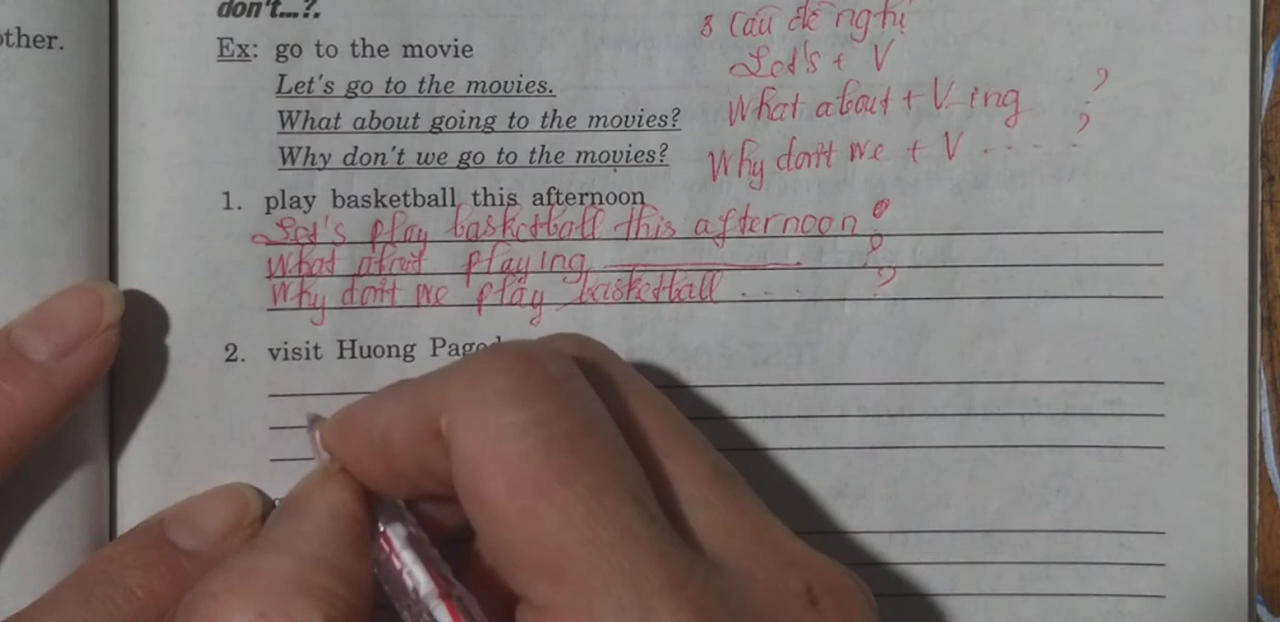 other.
don't...?.
Ex: go to the movie
Let's go to the movies.
What about going to the movies?
Why don't we go to the movies?
3 câu đề nghị
Let's + V
What about + V-ing ?
Why don't we + V .... ?
1. play basketball this afternoon
Let's play basketball this afternoon.
What about playing ?
Why don't we play basketball .... ?
2. visit Huong